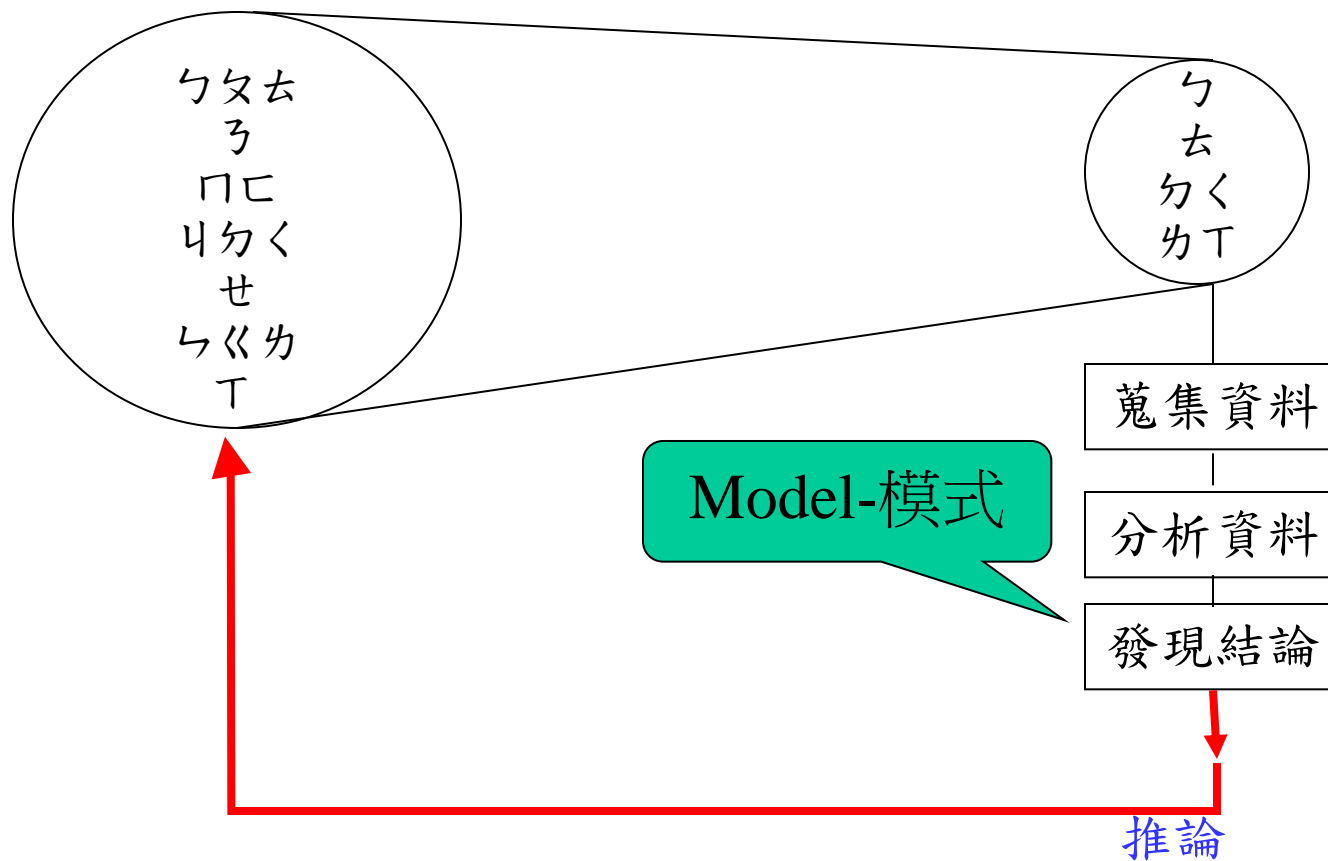 ㄅㄆㄊ
ㄋ
ㄇㄈ
ㄐㄉㄑ
ㄝ
ㄣㄍㄌ
ㄒ
ㄅ
ㄊ
ㄉㄑ
ㄌㄒ
蒐集資料
Model-模式
分析資料
發現結論
推論